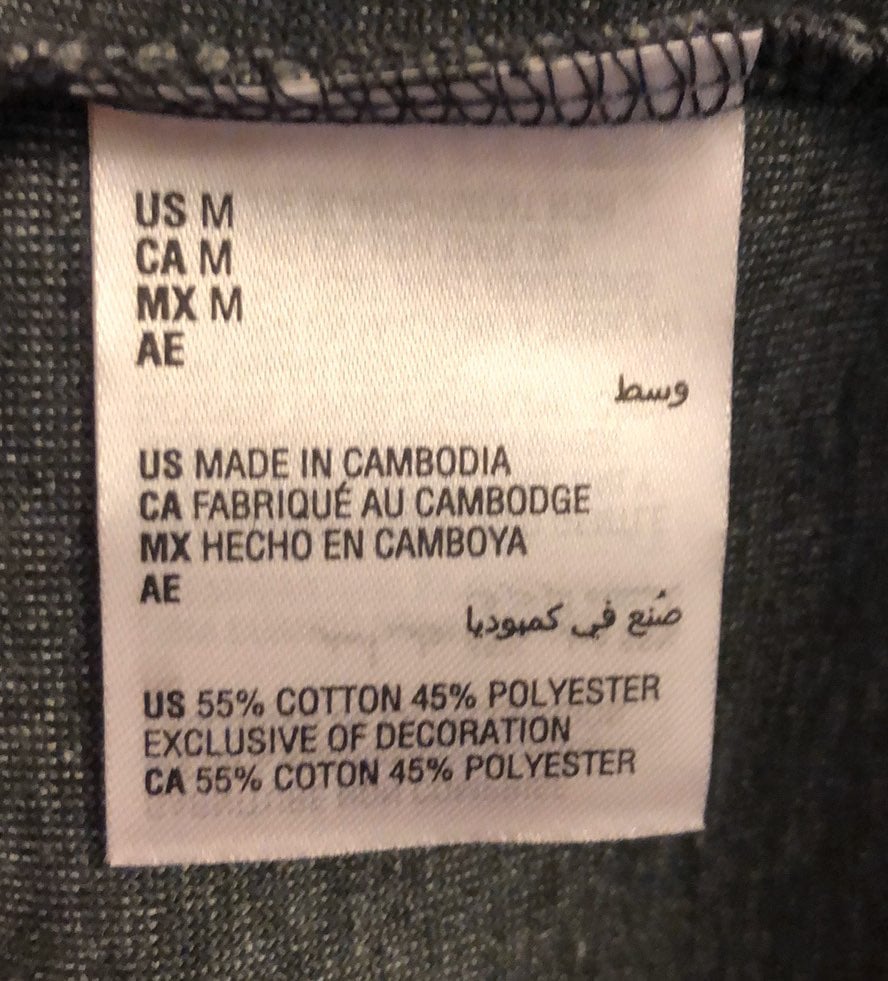 US M
CA M
MX M
AE
وسط
US MADE IN CAMBODIA
CA FABRIQUÉ AU CAMBODGE
MX HECHO EN CAMBOYA
AE
صُنع في كمبوديا
US 55% COTTON 45% POLYESTER
EXCLUSIVE OF DECORATION
CA 55% COTON 45% POLYESTER